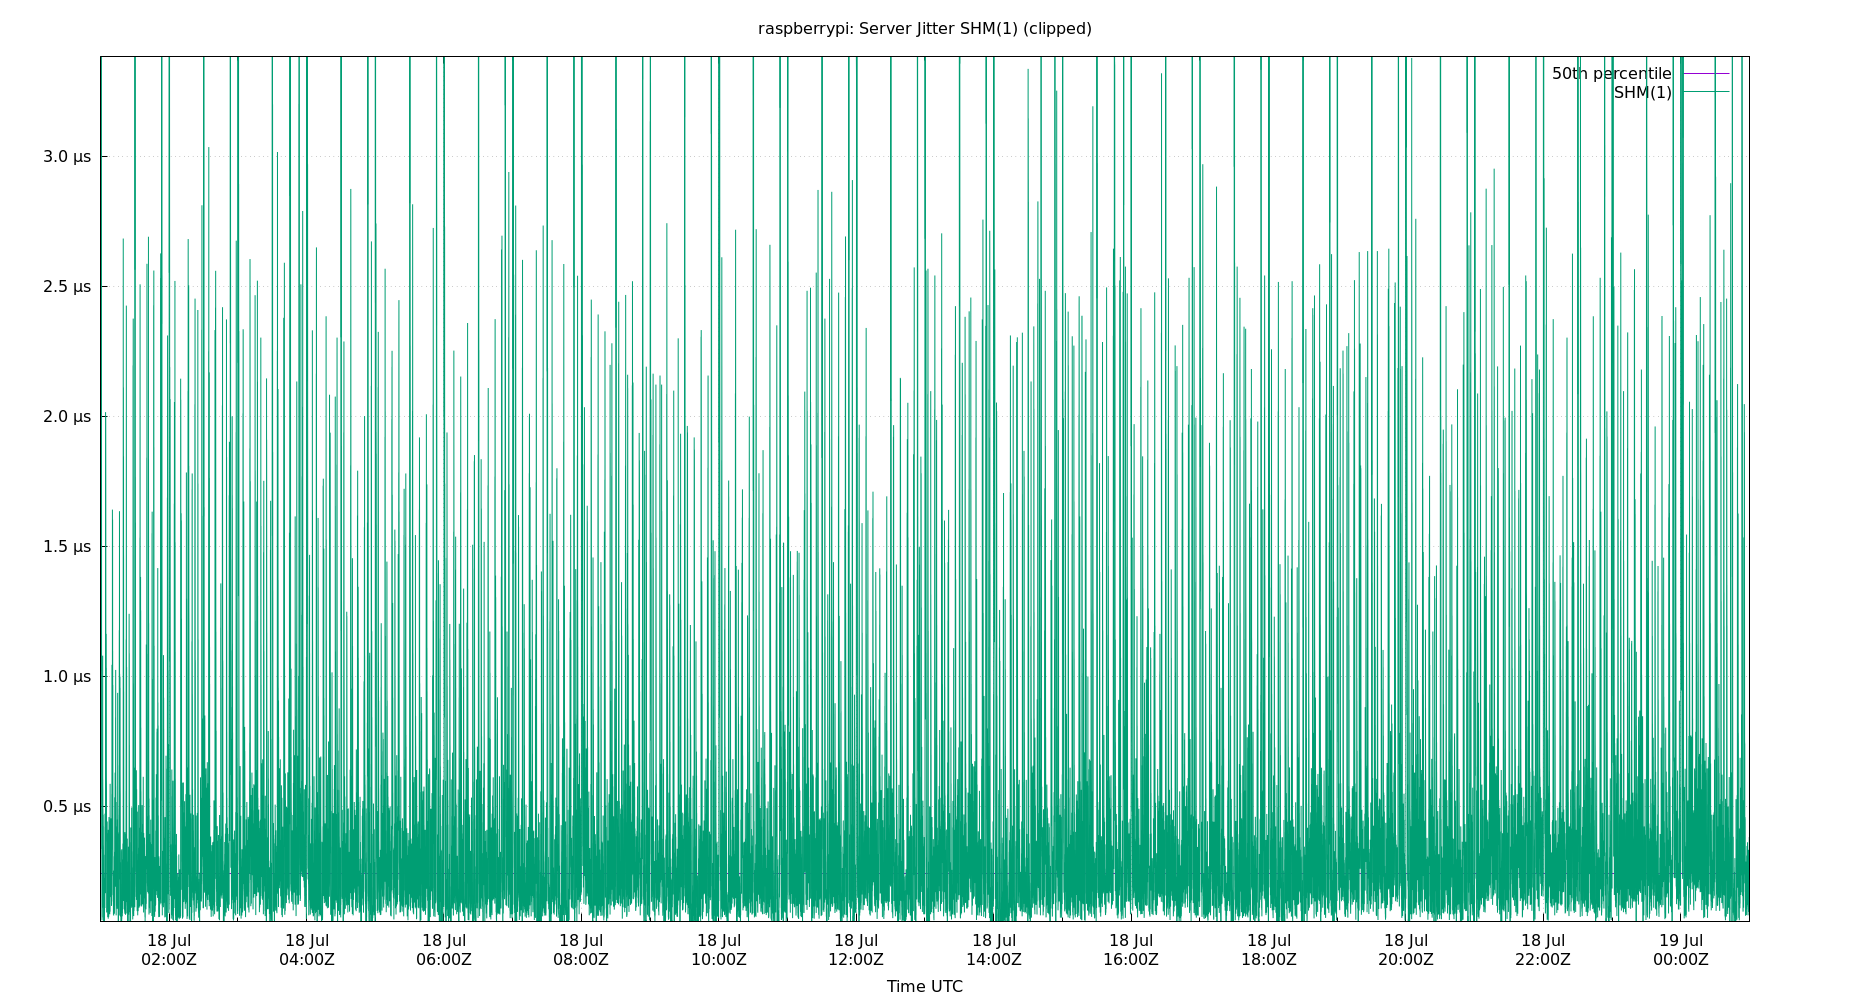 raspberrypi: Server Jitter SHM(1) (clipped)
50th percentile
SHM(1)
3.0 µs
2.5 µs
2.0 µs
1.5 µs
1.0 µs
0.5 µs
18 Jul 18 Jul 18 Jul 18 Jul 18 Jul 18 Jul 18 Jul 18 Jul 18 Jul 18 Jul 18 Jul 19 Jul
02:00Z 04:00Z 06:00Z 08:00Z 10:00Z 12:00Z 14:00Z 16:00Z 18:00Z 20:00Z 22:00Z 00:00Z
Time UTC